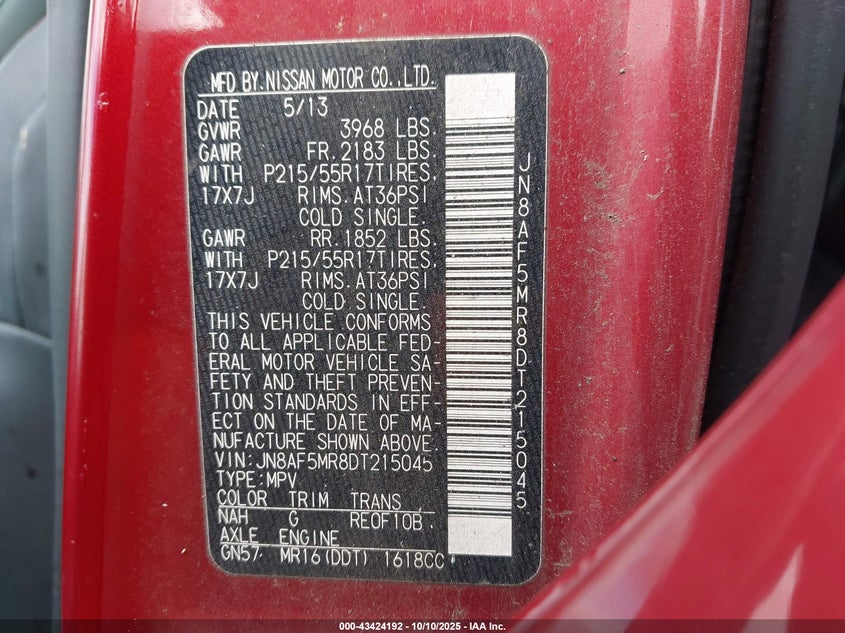 MFD BY.NISSAN MOTOR CO.,LTD.
DATE 5/13
GVWR 3968 LBS.
GAWR FR.2183 LBS.
WITH P215/55R17TIRES,
17X7J RIMS.AT36PSI
COLD SINGLE.
GAWR RR.1852 LBS.
WITH P215/55R17TIRES,
17X7J RIMS.AT36PSI
COLD SINGLE.
THIS VEHICLE CONFORMS
TO ALL APPLICABLE FED-
ERAL MOTOR VEHICLE SA-
FETY AND THEFT PREVEN-
TION STANDARDS IN EFF-
ECT ON THE DATE OF MA-
NUFACTURE SHOWN ABOVE.
VIN:JN8AF5MR8DT215045
TYPE:MPV
COLOR TRIM TRANS
NAH G RE0F10B
AXLE ENGINE
GN57 MR16(DDT) 1618CC
JN8AF5MR8DT215045
000-43424192 - 10/10/2025 - IAA Inc.